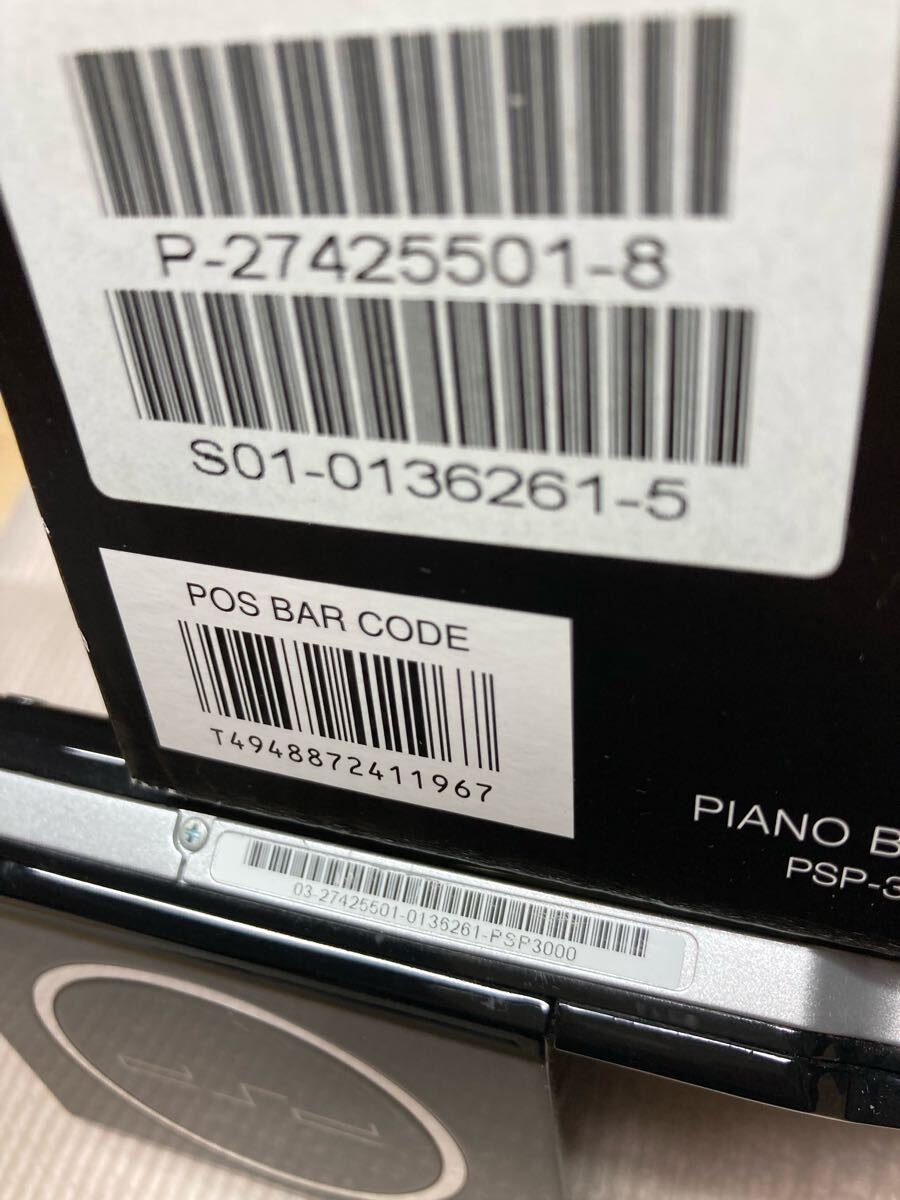 P-27425501-8
S01-0136261-5
POS BAR CODE
T4948872411967
PIANO B
PSP-3
03-27425501-0136261-PSP3000